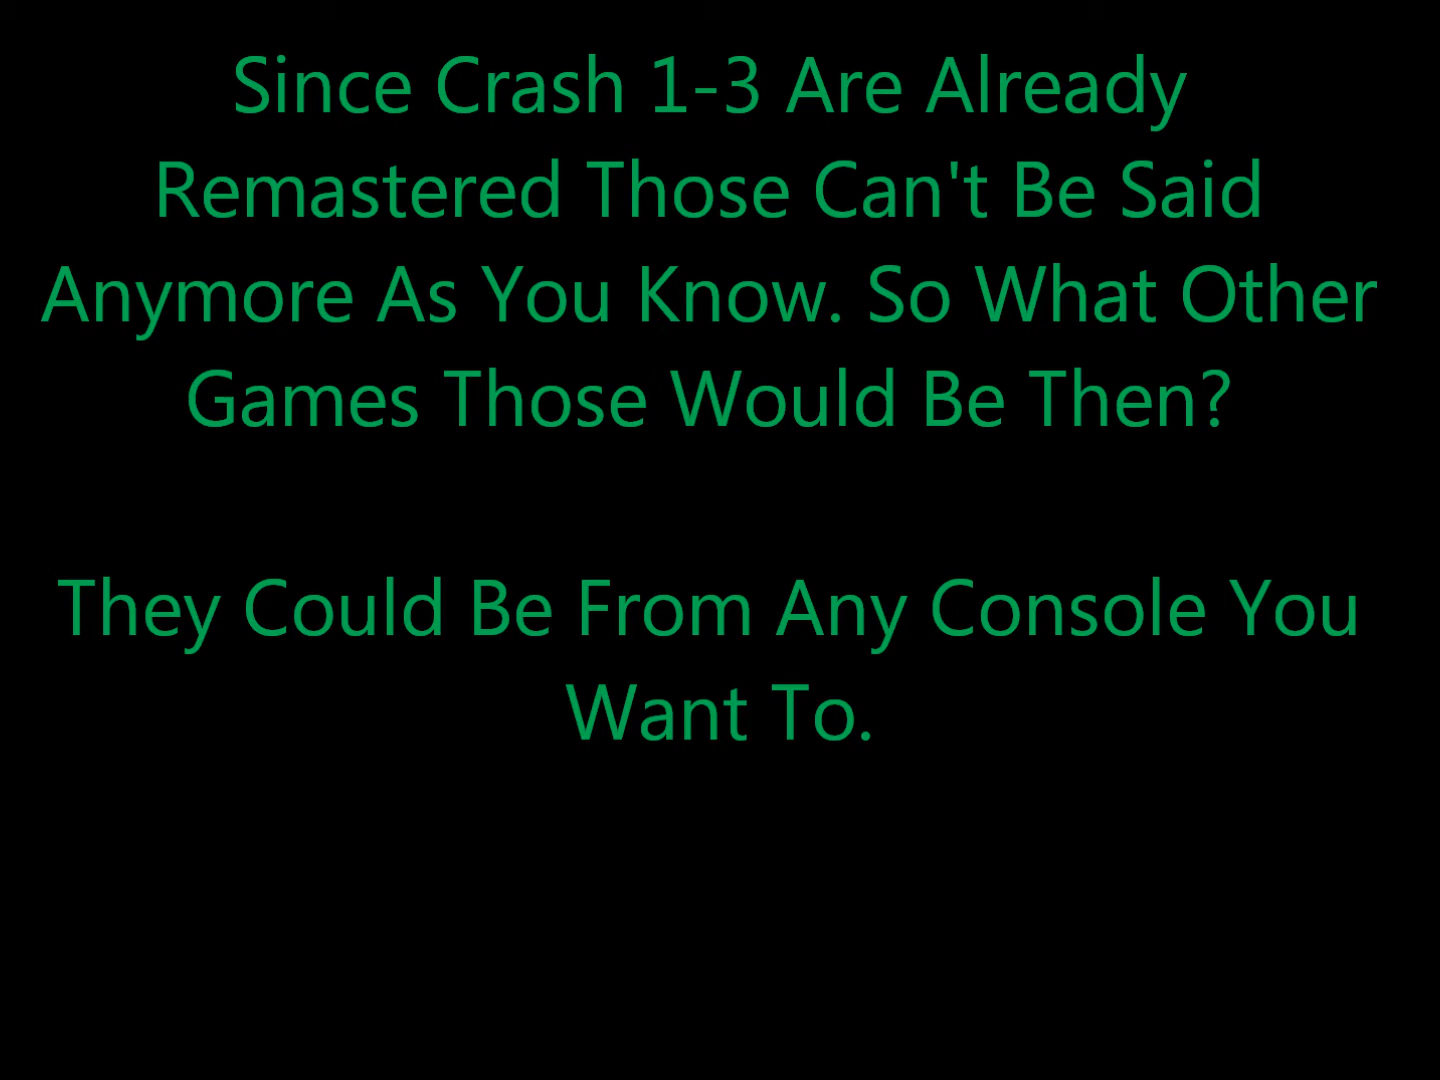 Since Crash 1-3 Are Already
Remastered Those Can't Be Said
Anymore As You Know. So What Other
Games Those Would Be Then?
They Could Be From Any Console You
Want To.